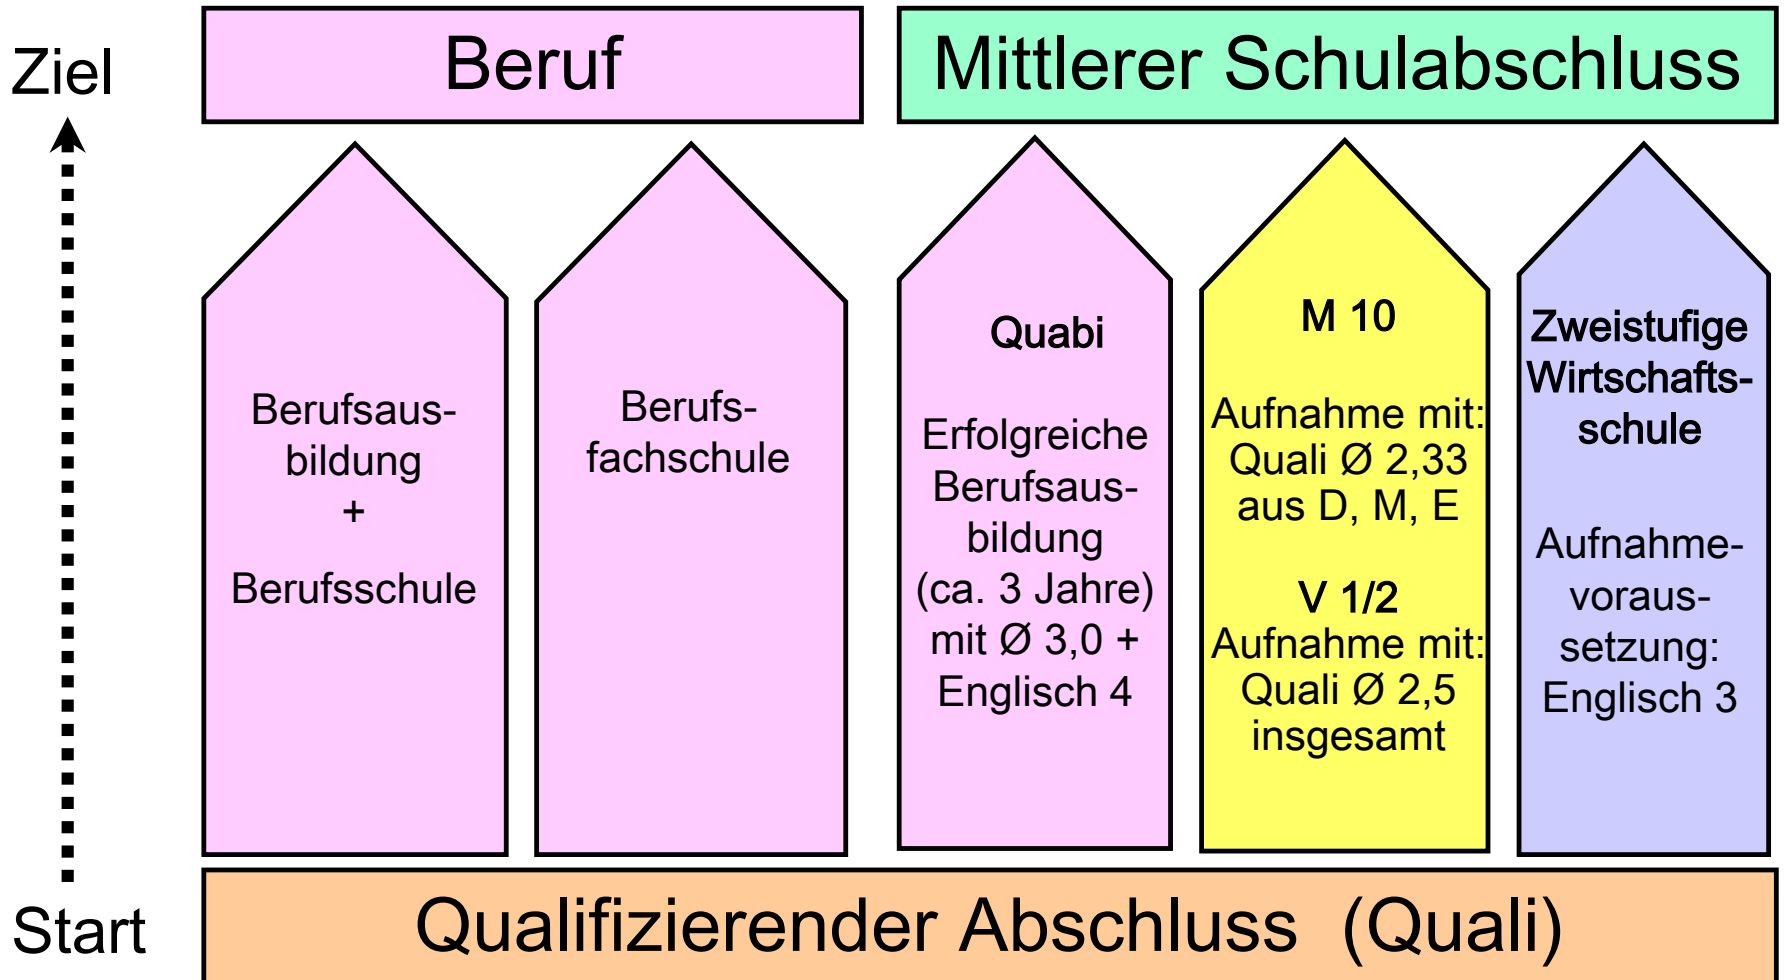 Ziel
Beruf
Mittlerer Schulabschluss
Berufsaus-
bildung
+
Berufsschule
Berufs-
fachschule
Quabi
Erfolgreiche
Berufsaus-
bildung
(ca. 3 Jahre)
mit Ø 3,0 +
Englisch 4
M 10
Aufnahme mit:
Quali Ø 2,33
aus D, M, E
V 1/2
Aufnahme mit:
Quali Ø 2,5
insgesamt
Zweistufige
Wirtschafts-
schule
Aufnahme-
voraus-
setzung:
Englisch 3
Start
Qualifizierender Abschluss (Quali)